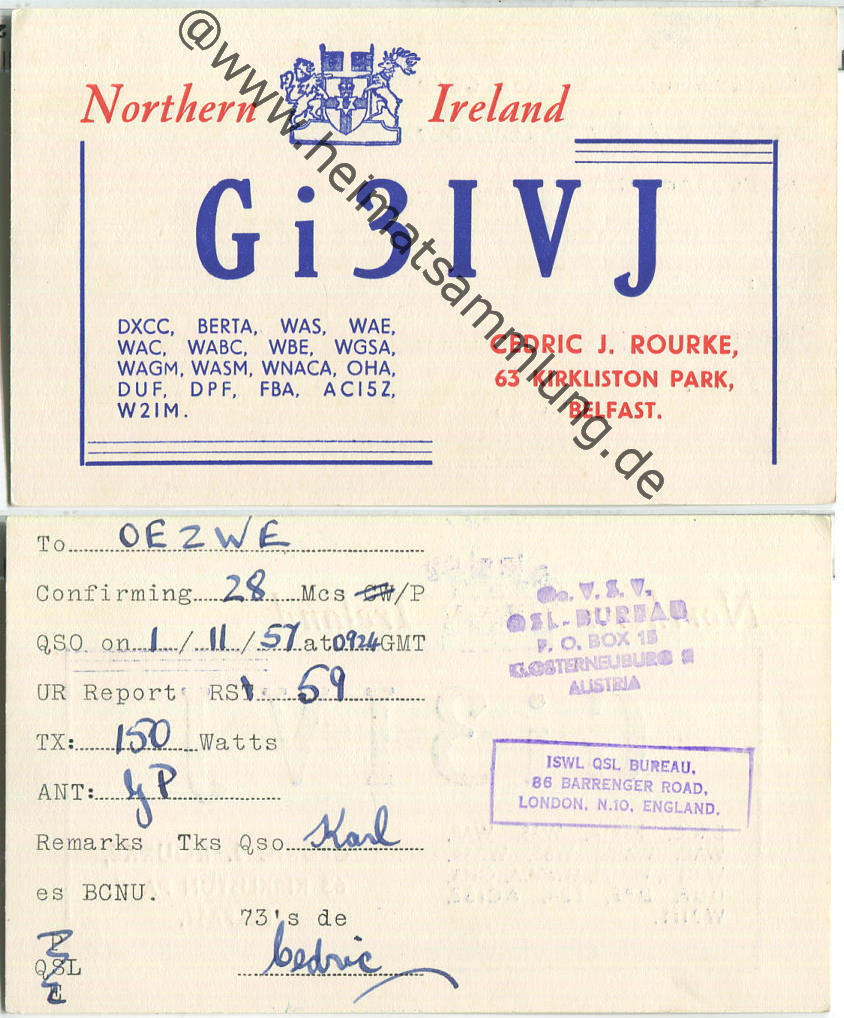 Northern Ireland
Gi3IVJ
DXCC, BERTA, WAS, WAE,
WAC, WABC, WBE, WGSA,
WAGM, WASM, WNACA, OHA,
DUF, DPF, FBA, AC15Z,
W21M.
CEDRIC J. ROURKE,
63 KIRKLISTON PARK,
BELFAST.
@www.heimatsammlung.de
To OE2WE
Confirming 28 Mcs CW/P
QSO on 1/11/57 at 0924 GMT
UR Report RST 59
TX: 150 Watts
ANT: GP
Remarks Tks Qso Karl
es BCNU.
73's de
Cedric
P
QSL
E
V.S.V.
QSL-BUREAU
P. O. BOX 15
KLOSTERNEUBURG 2
AUSTRIA
ISWL QSL BUREAU,
86 BARRENGER ROAD,
LONDON, N.10, ENGLAND.